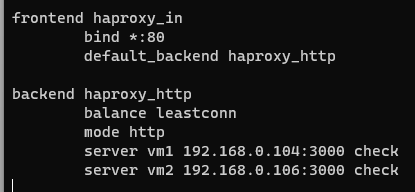 frontend haproxy_in
        bind *:80
        default_backend haproxy_http

backend haproxy_http
        balance leastconn
        mode http
        server vm1 192.168.0.104:3000 check
        server vm2 192.168.0.106:3000 check